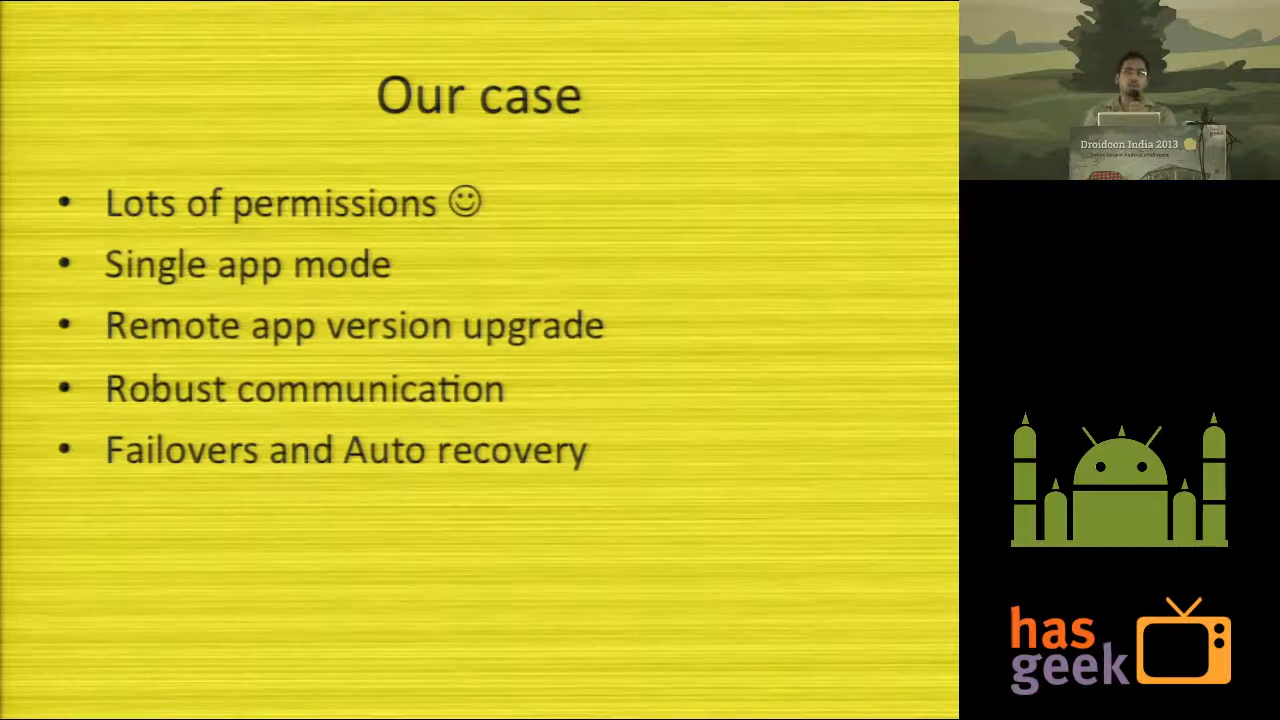 Our case
• Lots of permissions ☺
• Single app mode
• Remote app version upgrade
• Robust communication
• Failovers and Auto recovery
Droidcon India 2013
has
geek